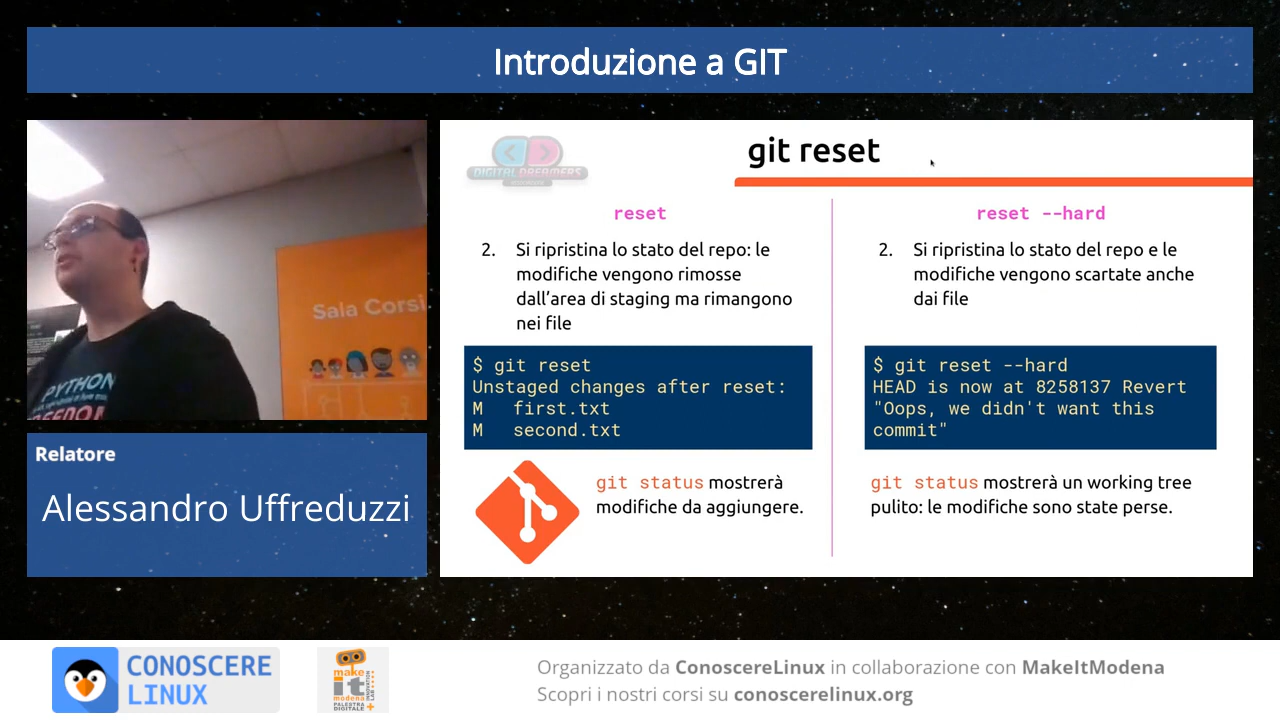 Introduzione a GIT
Sala Corsi
PYTHON
FREEDOM
Relatore
Alessandro Uffreduzzi
DIGITAL DREAMERS
git reset
reset
2. Si ripristina lo stato del repo: le
modifiche vengono rimosse
dall'area di staging ma rimangono
nei file
$ git reset
Unstaged changes after reset:
M first.txt
M second.txt
git status mostrerà
modifiche da aggiungere.
reset --hard
2. Si ripristina lo stato del repo e le
modifiche vengono scartate anche
dai file
$ git reset --hard
HEAD is now at 8258137 Revert
"Oops, we didn't want this
commit"
git status mostrerà un working tree
pulito: le modifiche sono state perse.
CONOSCERE
LINUX
make
it
modena
PALESTRA
DIGITALE
INNOVATION
LAB
Organizzato da ConoscereLinux in collaborazione con MakeItModena
Scopri i nostri corsi su conoscerelinux.org